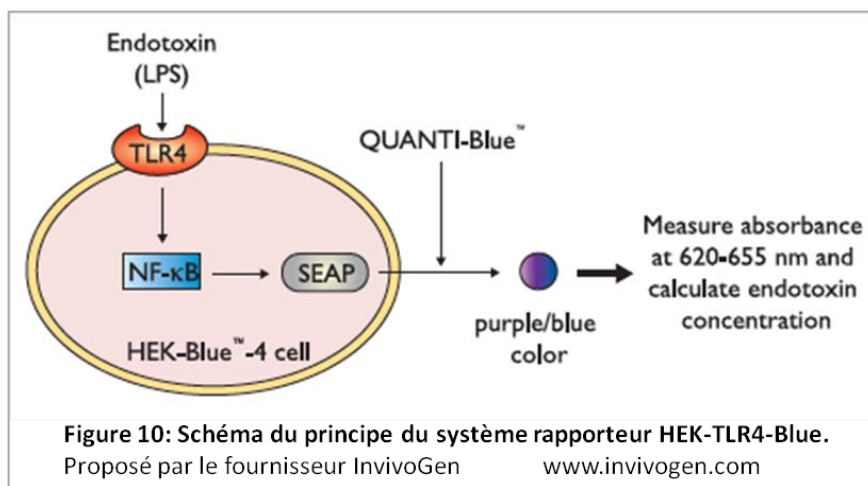 Endotoxin
(LPS)
TLR4
QUANTI-Blue™
NF-κB
SEAP
HEK-Blue™-4 cell
purple/blue
color
Measure absorbance
at 620-655 nm and
calculate endotoxin
concentration
Figure 10: Schéma du principe du système rapporteur HEK-TLR4-Blue.
Proposé par le fournisseur InvivoGen www.invivogen.com